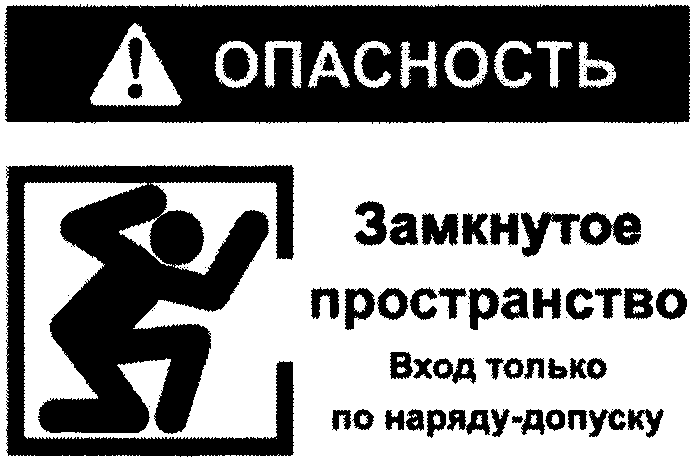 ОПАСНОСТЬ
Замкнутое
пространство
Вход только
по наряду-допуску